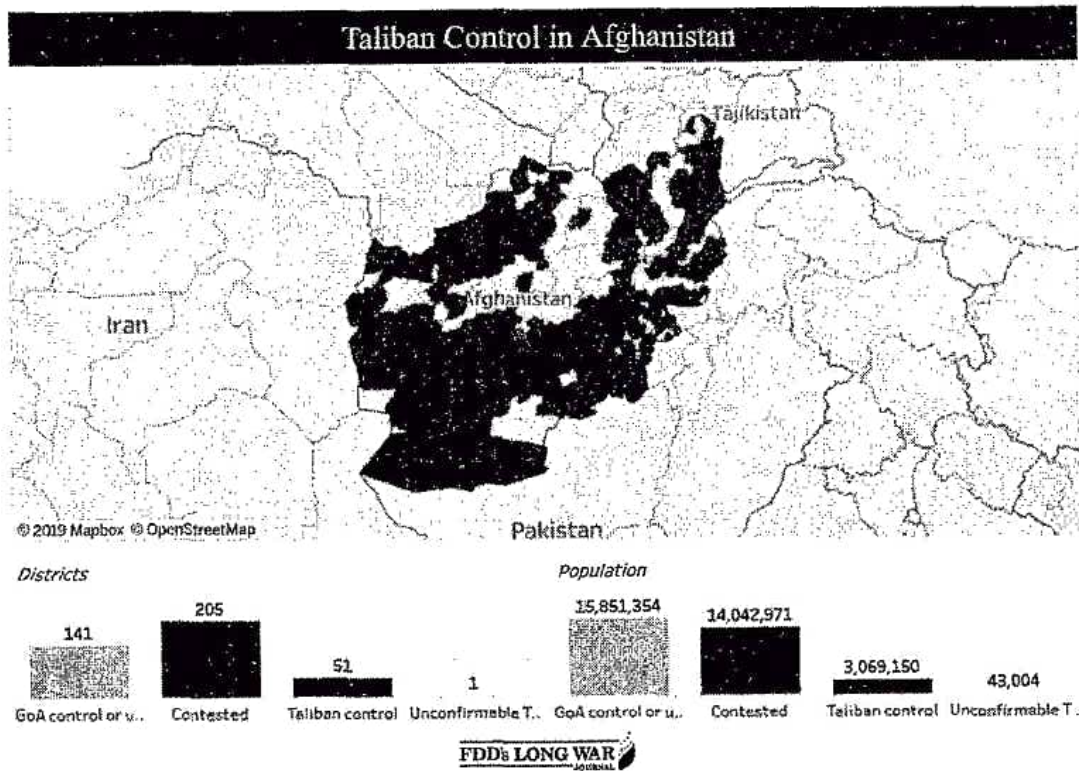 Taliban Control in Afghanistan
Tajikistan
Afghanistan
Iran
© 2019 Mapbox © OpenStreetMap
Pakistan
Districts
141
205
51
1
GoA control or u..
Contested
Taliban control
Unconfirmable T..
Population
15,851,354
14,042,971
3,069,150
43,004
GoA control or u..
Contested
Taliban control
Unconfirmable T..
FDD's LONG WAR
JOURNAL